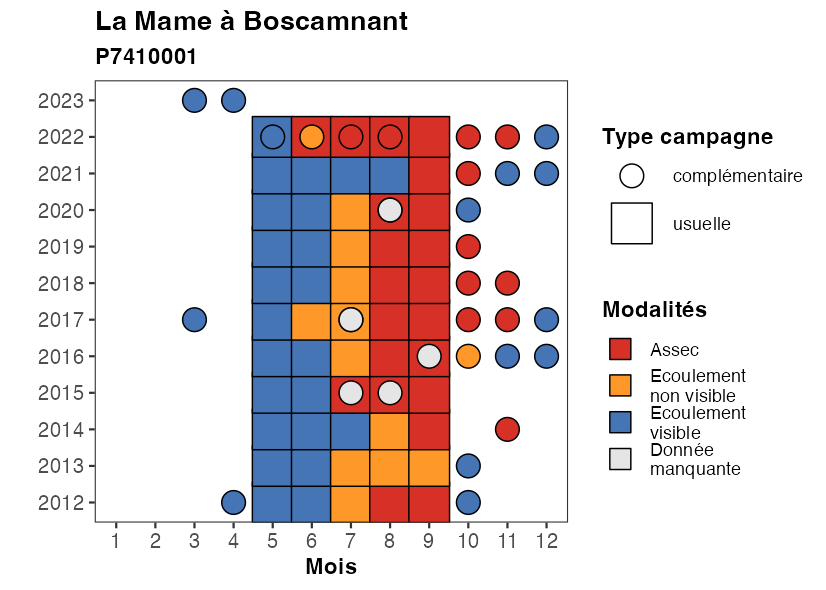 La Mame à Boscamnant
P7410001
2023
2022
2021
2020
2019
2018
2017
2016
2015
2014
2013
2012
1 2 3 4 5 6 7 8 9 10 11 12
Mois
Type campagne
complémentaire
usuelle
Modalités
Assec
Ecoulement
non visible
Ecoulement
visible
Donnée
manquante